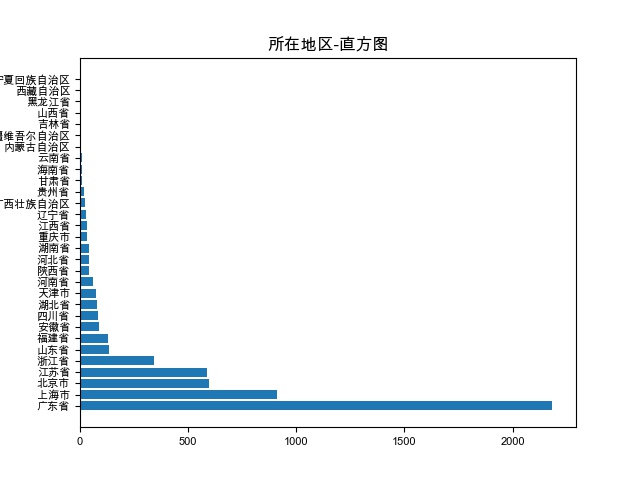 所在地区-直方图
宁夏回族自治区
西藏自治区
黑龙江省
山西省
吉林省
疆维吾尔自治区
内蒙古自治区
云南省
海南省
甘肃省
贵州省
广西壮族自治区
辽宁省
江西省
重庆市
湖南省
河北省
陕西省
河南省
天津市
湖北省
四川省
安徽省
福建省
山东省
浙江省
江苏省
北京市
上海市
广东省
0 500 1000 1500 2000